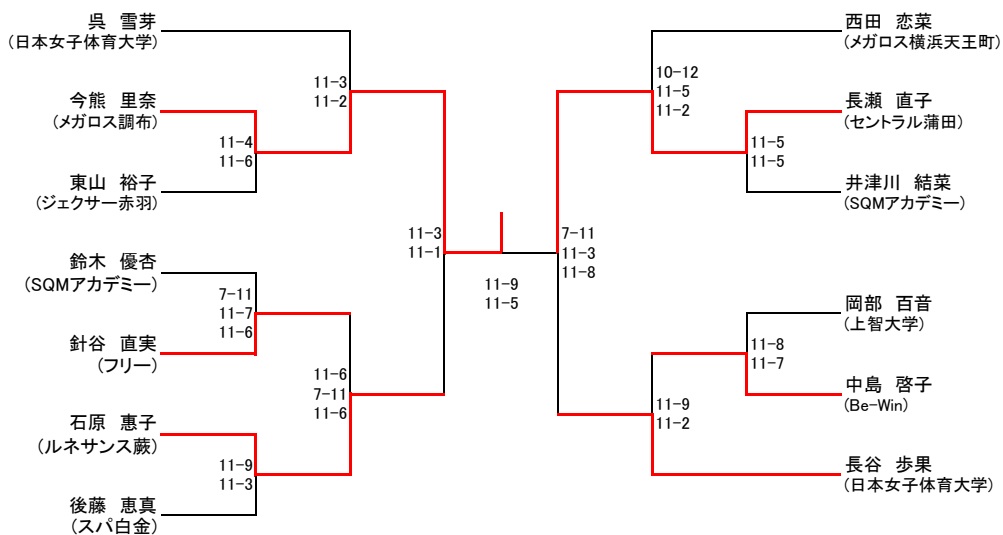 呉　雪芽
(日本女子体育大学)
11-3
11-2
今熊　里奈
(メガロス調布)
11-4
11-6
東山　裕子
(ジェクサー赤羽)
11-3
11-1
鈴木　優杏
(SQMアカデミー)
7-11
11-7
11-6
針谷　直実
(フリー)
11-6
7-11
11-6
石原　惠子
(ルネサンス蕨)
11-9
11-3
後藤　恵真
(スパ白金)
11-9
11-5
西田　恋菜
(メガロス横浜天王町)
10-12
11-5
11-2
長瀬　直子
(セントラル蒲田)
11-5
11-5
井津川　結菜
(SQMアカデミー)
7-11
11-3
11-8
岡部　百音
(上智大学)
11-8
11-7
中島　啓子
(Be-Win)
11-9
11-2
長谷　歩果
(日本女子体育大学)